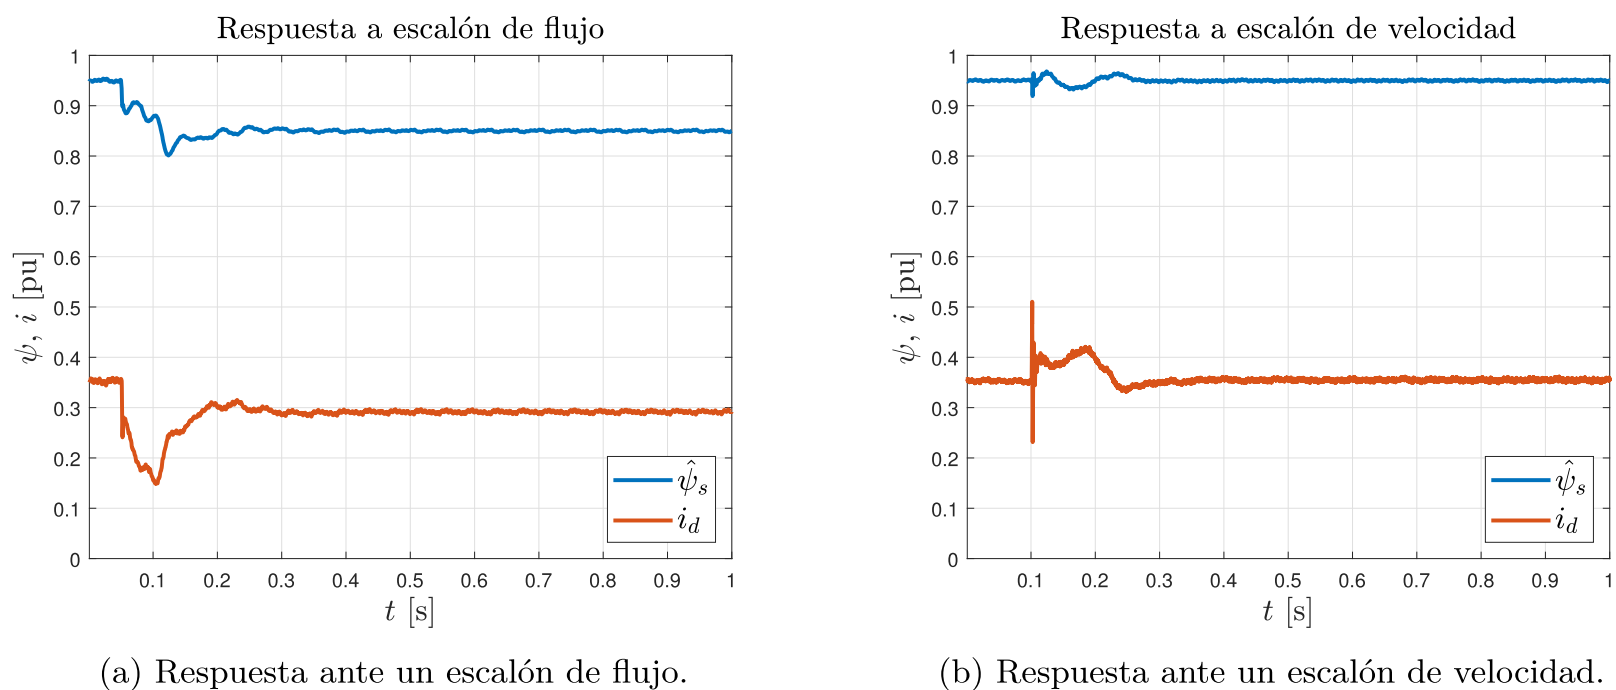 Respuesta a escalón de flujo
1
0.9
0.8
0.7
0.6
0.5
0.4
0.3
0.2
0.1
0
ψ, i [pu]
0.1 0.2 0.3 0.4 0.5 0.6 0.7 0.8 0.9 1
t [s]
ψ̂s
id
(a) Respuesta ante un escalón de flujo.
Respuesta a escalón de velocidad
1
0.9
0.8
0.7
0.6
0.5
0.4
0.3
0.2
0.1
0
ψ, i [pu]
0.1 0.2 0.3 0.4 0.5 0.6 0.7 0.8 0.9 1
t [s]
ψ̂s
id
(b) Respuesta ante un escalón de velocidad.